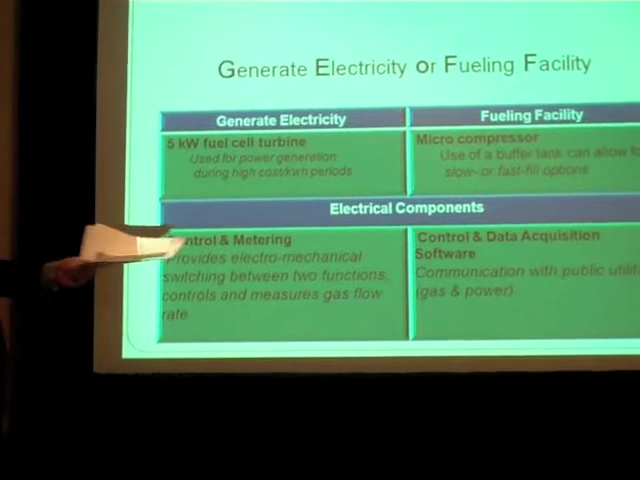 Generate Electricity or Fueling Facility
Generate Electricity
Fueling Facility
5 kW fuel cell turbine
Used for power generation
during high cost/kwh periods
Micro compressor
Use of a buffer tank can allow
slow- or fast-fill options
Electrical Components
ntrol & Metering
Provides electro-mechanical
switching between two functions,
controls and measures gas flow
rate
Control & Data Acquisition
Software
Communication with public utilit
(gas & power)